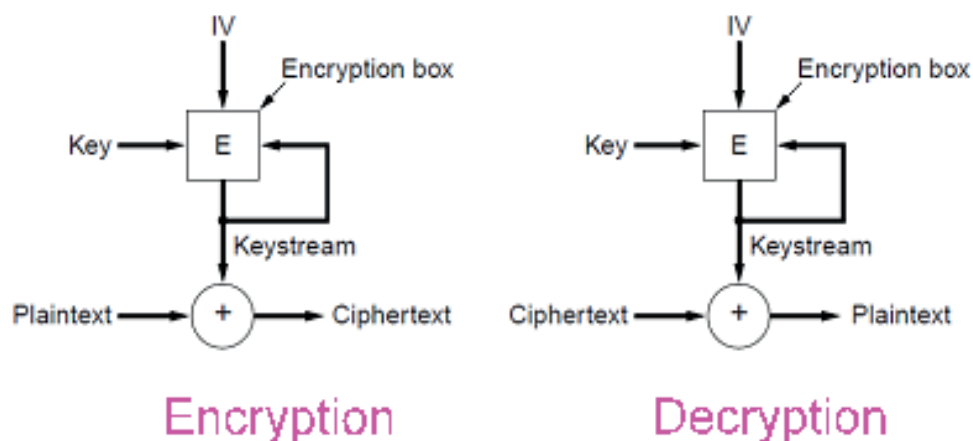 IV
Encryption box
Key
E
Keystream
Plaintext
+
Ciphertext
Encryption
IV
Encryption box
Key
E
Keystream
Ciphertext
+
Plaintext
Decryption